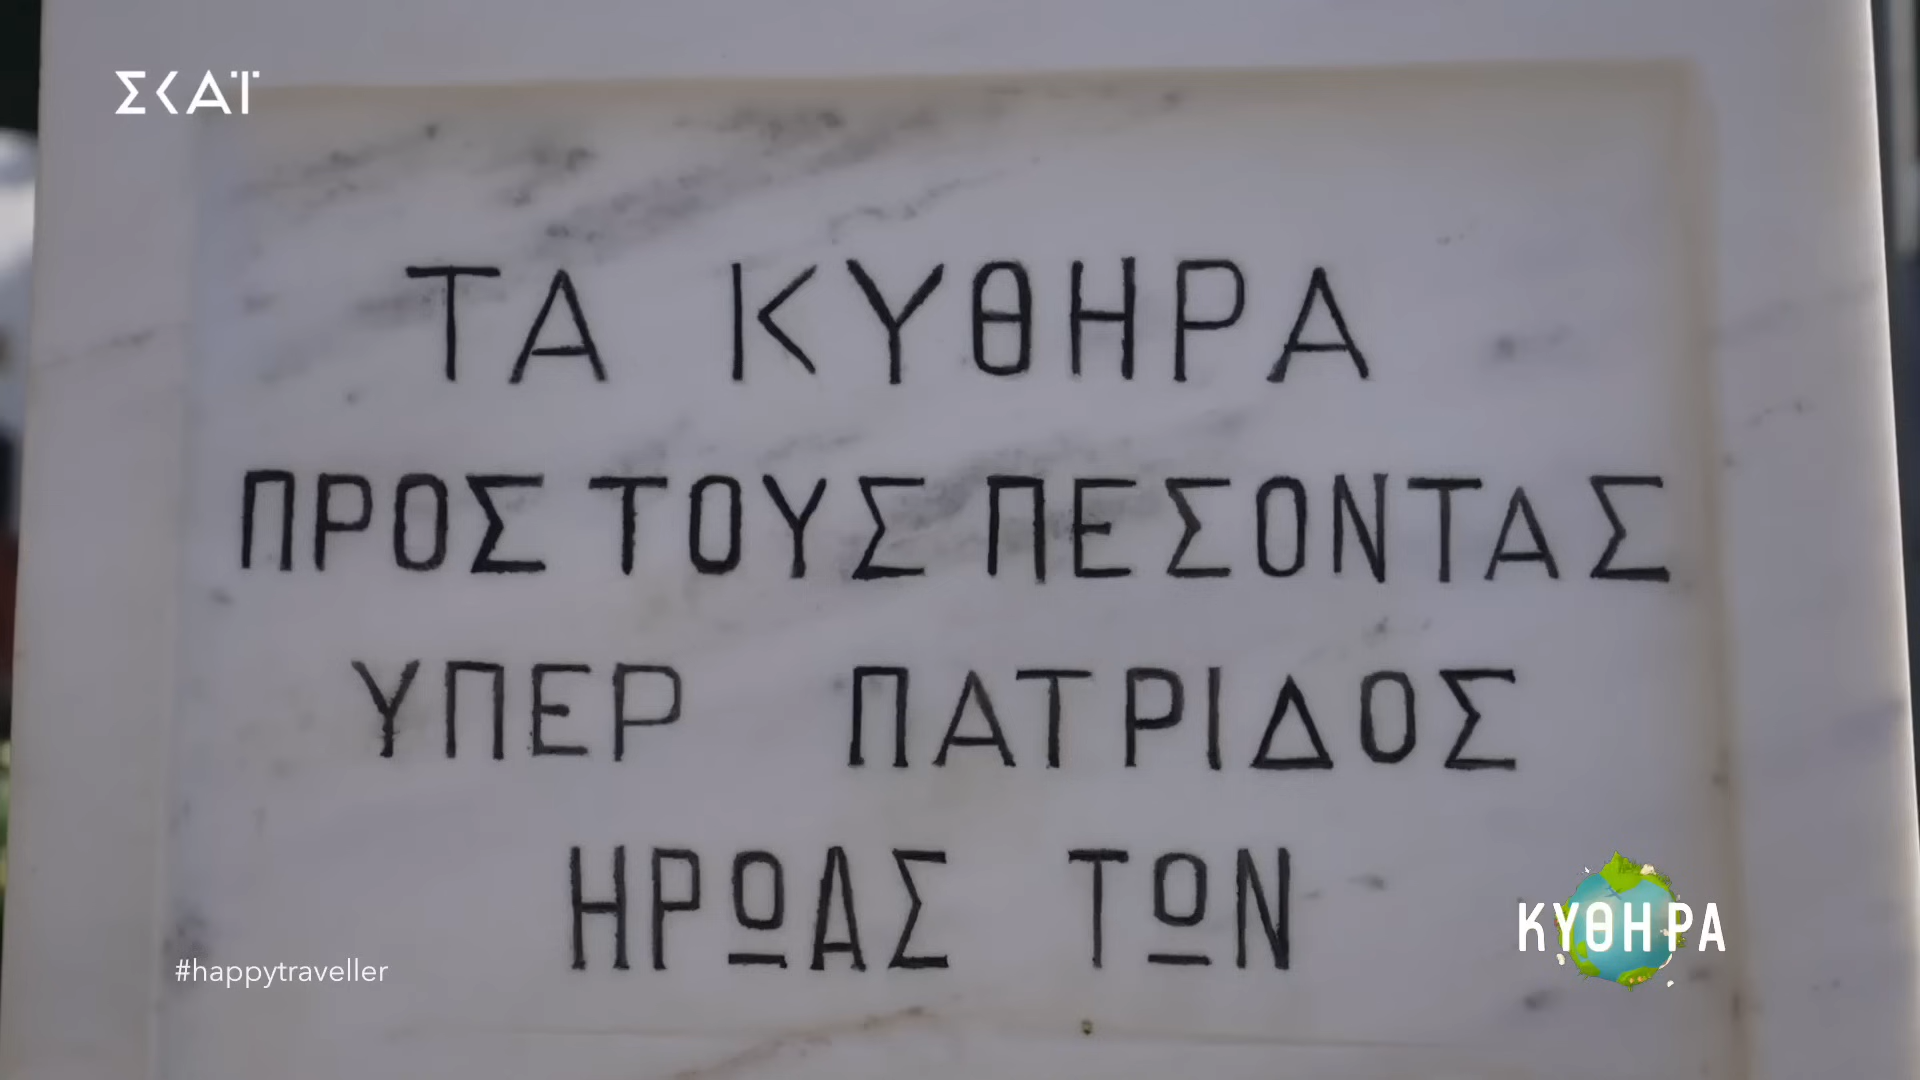 ΣΚΑΪ
ΤΑ ΚΥΘΗΡΑ
ΠΡΟΣ ΤΟΥΣ ΠΕΣΟΝΤΑΣ
ΥΠΕΡ ΠΑΤΡΙΔΟΣ
ΗΡΩΑΣ ΤΩΝ
#happytraveller
ΚΥΘΗΡΑ